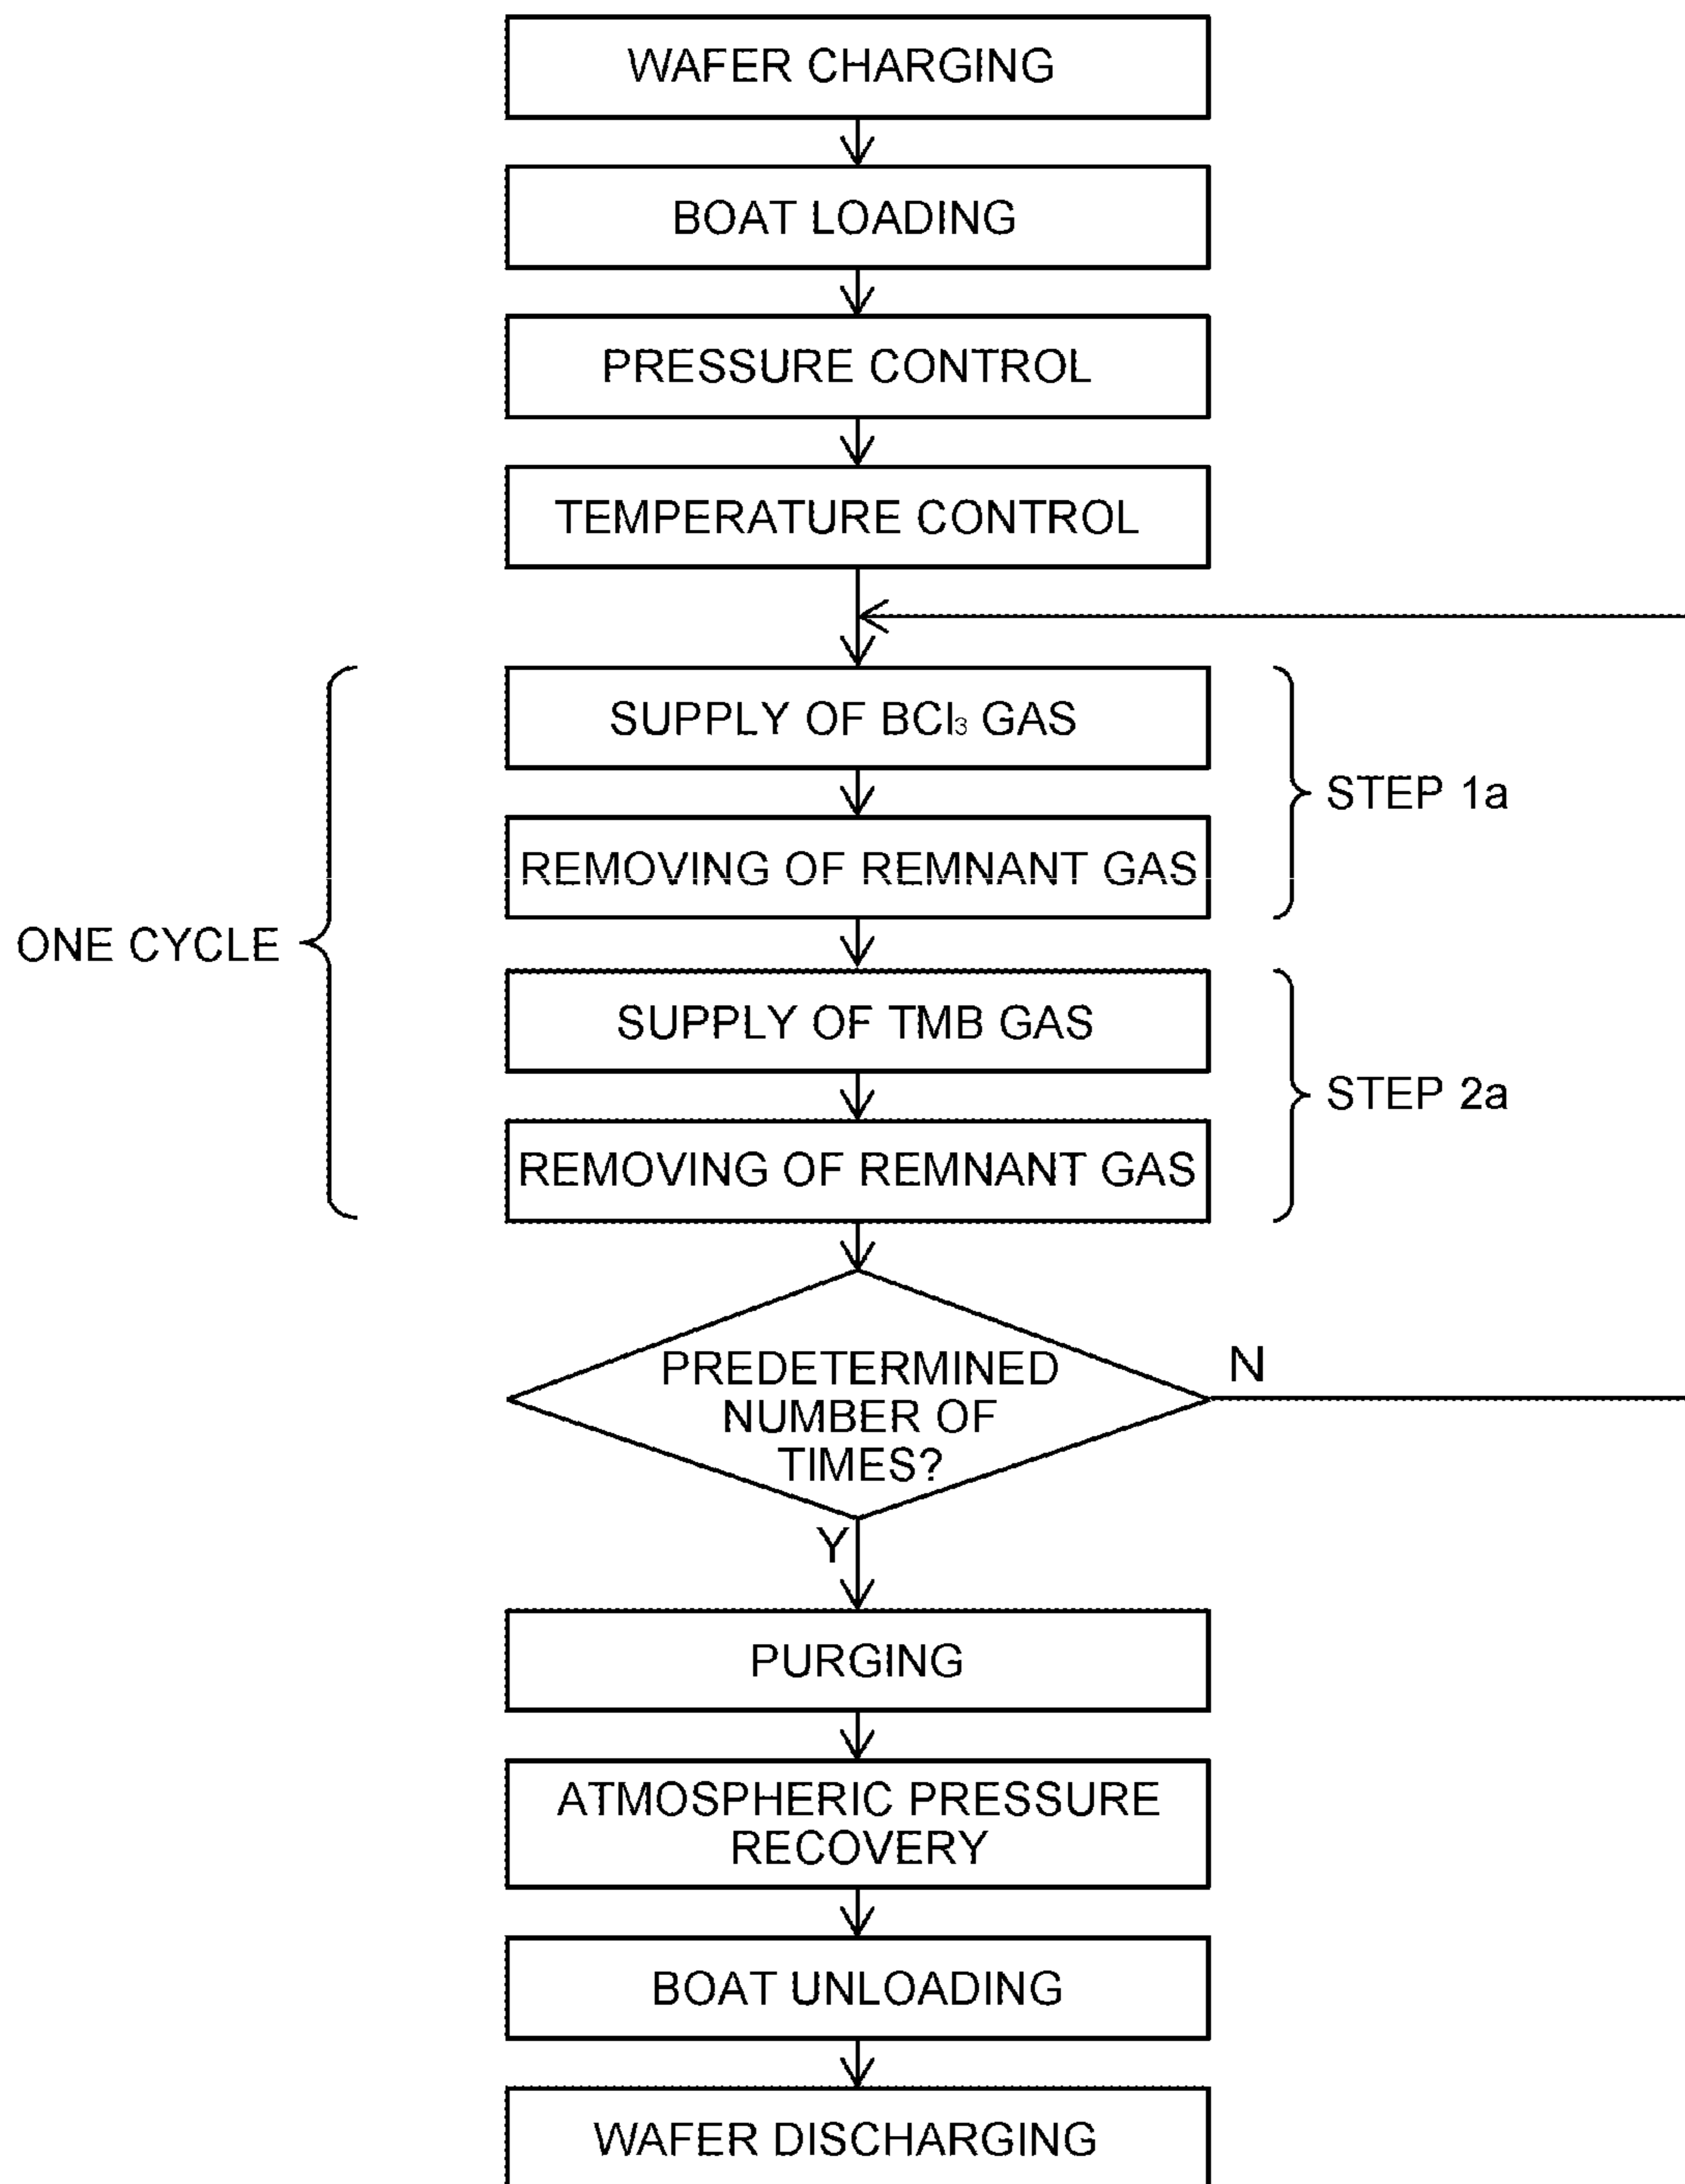 WAFER CHARGING
BOAT LOADING
PRESSURE CONTROL
TEMPERATURE CONTROL
SUPPLY OF BCl₃ GAS
STEP 1a
REMOVING OF REMNANT GAS
ONE CYCLE
SUPPLY OF TMB GAS
STEP 2a
REMOVING OF REMNANT GAS
PREDETERMINED
NUMBER OF
TIMES?
N
Y
PURGING
ATMOSPHERIC PRESSURE
RECOVERY
BOAT UNLOADING
WAFER DISCHARGING